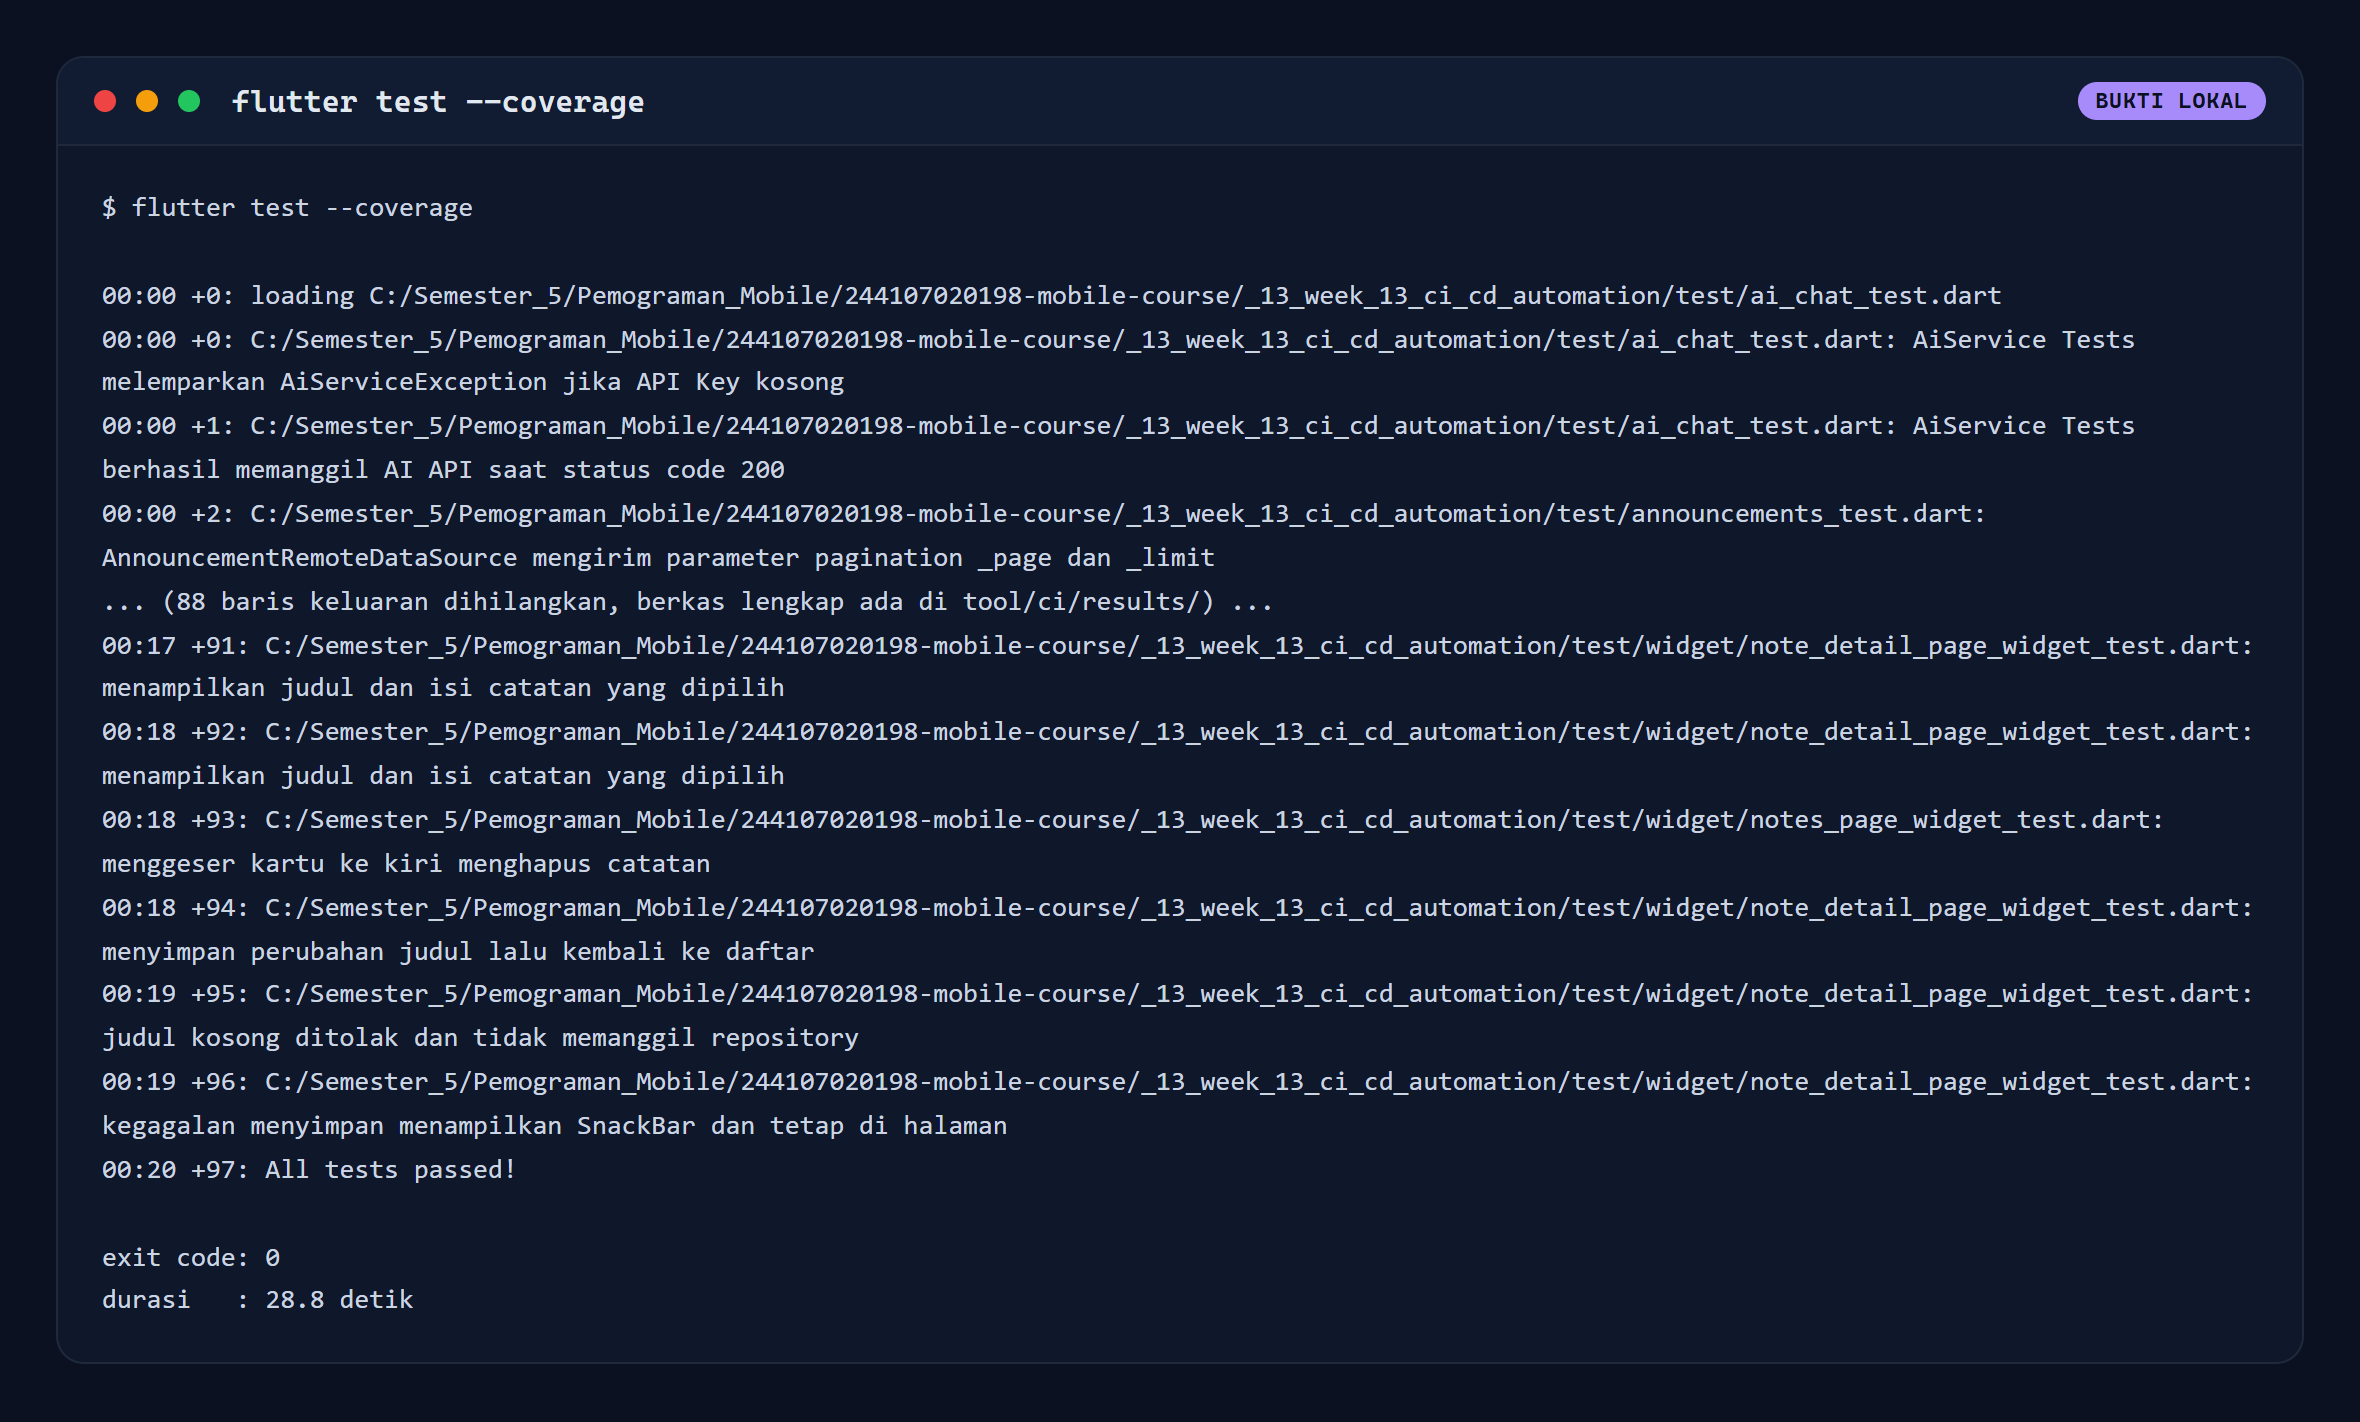 flutter test --coverage
BUKTI LOKAL
$ flutter test --coverage
00:00 +0: loading C:/Semester_5/Pemograman_Mobile/244107020198-mobile-course/_13_week_13_ci_cd_automation/test/ai_chat_test.dart
00:00 +0: C:/Semester_5/Pemograman_Mobile/244107020198-mobile-course/_13_week_13_ci_cd_automation/test/ai_chat_test.dart: AiService Tests
melemparkan AiServiceException jika API Key kosong
00:00 +1: C:/Semester_5/Pemograman_Mobile/244107020198-mobile-course/_13_week_13_ci_cd_automation/test/ai_chat_test.dart: AiService Tests
berhasil memanggil AI API saat status code 200
00:00 +2: C:/Semester_5/Pemograman_Mobile/244107020198-mobile-course/_13_week_13_ci_cd_automation/test/announcements_test.dart:
AnnouncementRemoteDataSource mengirim parameter pagination _page dan _limit
... (88 baris keluaran dihilangkan, berkas lengkap ada di tool/ci/results/) ...
00:17 +91: C:/Semester_5/Pemograman_Mobile/244107020198-mobile-course/_13_week_13_ci_cd_automation/test/widget/note_detail_page_widget_test.dart:
menampilkan judul dan isi catatan yang dipilih
00:18 +92: C:/Semester_5/Pemograman_Mobile/244107020198-mobile-course/_13_week_13_ci_cd_automation/test/widget/note_detail_page_widget_test.dart:
menampilkan judul dan isi catatan yang dipilih
00:18 +93: C:/Semester_5/Pemograman_Mobile/244107020198-mobile-course/_13_week_13_ci_cd_automation/test/widget/notes_page_widget_test.dart:
menggeser kartu ke kiri menghapus catatan
00:18 +94: C:/Semester_5/Pemograman_Mobile/244107020198-mobile-course/_13_week_13_ci_cd_automation/test/widget/note_detail_page_widget_test.dart:
menyimpan perubahan judul lalu kembali ke daftar
00:19 +95: C:/Semester_5/Pemograman_Mobile/244107020198-mobile-course/_13_week_13_ci_cd_automation/test/widget/note_detail_page_widget_test.dart:
judul kosong ditolak dan tidak memanggil repository
00:19 +96: C:/Semester_5/Pemograman_Mobile/244107020198-mobile-course/_13_week_13_ci_cd_automation/test/widget/note_detail_page_widget_test.dart:
kegagalan menyimpan menampilkan SnackBar dan tetap di halaman
00:20 +97: All tests passed!
exit code: 0
durasi   : 28.8 detik